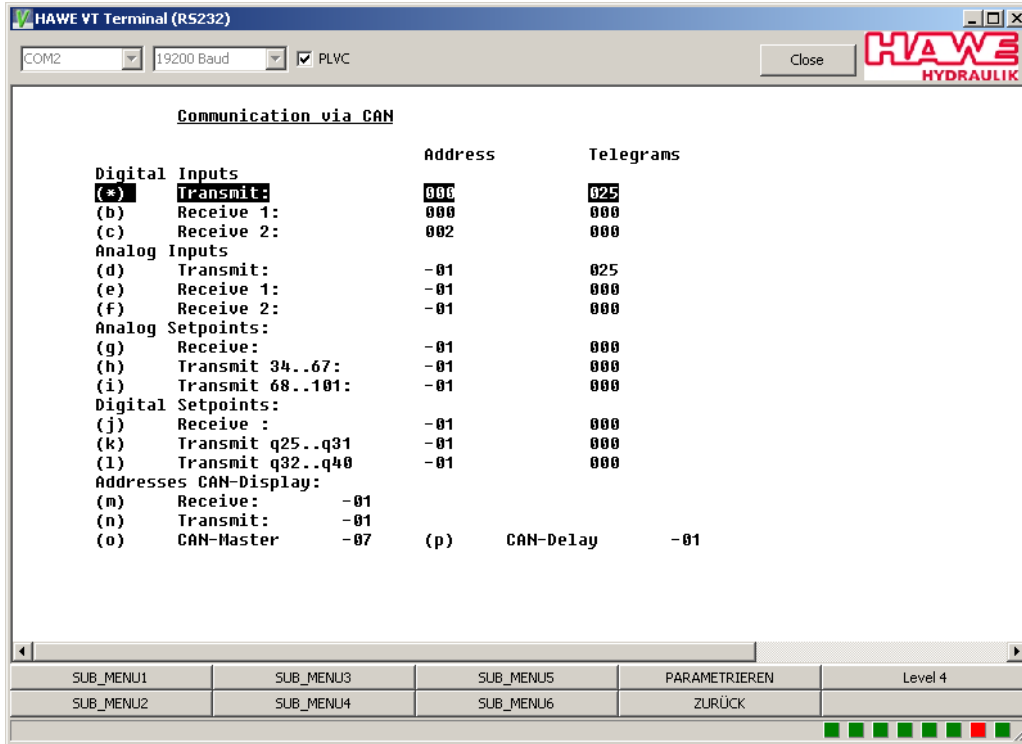 HAWE VT Terminal (RS232)
COM2 19200 Baud PLVC Close HAWE HYDRAULIK
Communication via CAN
Address Telegrams
Digital Inputs
(*) Transmit: 000 025
(b) Receive 1: 000 000
(c) Receive 2: 002 000
Analog Inputs
(d) Transmit: -01 025
(e) Receive 1: -01 000
(f) Receive 2: -01 000
Analog Setpoints:
(g) Receive: -01 000
(h) Transmit 34..67: -01 000
(i) Transmit 68..101: -01 000
Digital Setpoints:
(j) Receive : -01 000
(k) Transmit q25..q31 -01 000
(l) Transmit q32..q40 -01 000
Addresses CAN-Display:
(m) Receive: -01
(n) Transmit: -01
(o) CAN-Master -07 (p) CAN-Delay -01
SUB_MENU1 SUB_MENU3 SUB_MENU5 PARAMETRIEREN Level 4
SUB_MENU2 SUB_MENU4 SUB_MENU6 ZURÜCK